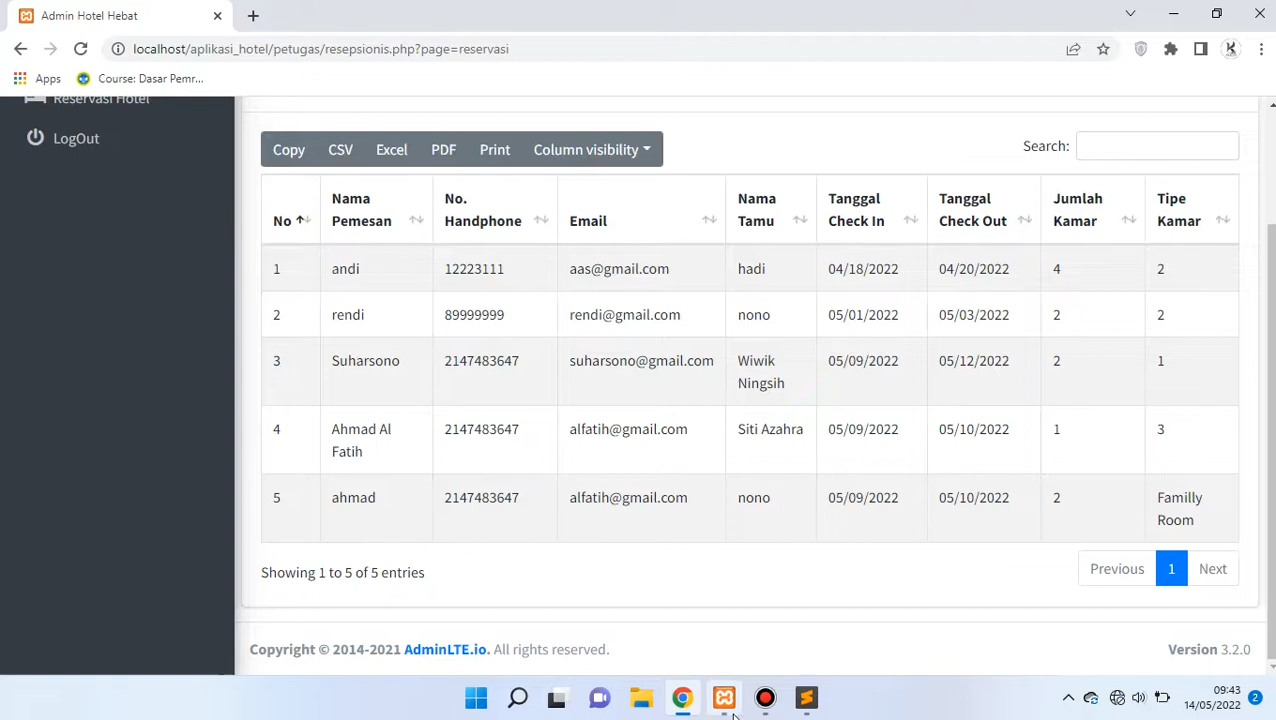 Admin Hotel Hebat
localhost/aplikasi_hotel/petugas/resepsionis.php?page=reservasi
Apps Course: Dasar Pemr...
Reservasi Hotel
LogOut
Copy CSV Excel PDF Print Column visibility
Search:
No Nama Pemesan No. Handphone Email Nama Tamu Tanggal Check In Tanggal Check Out Jumlah Kamar Tipe Kamar
1 andi 12223111 aas@gmail.com hadi 04/18/2022 04/20/2022 4 2
2 rendi 89999999 rendi@gmail.com nono 05/01/2022 05/03/2022 2 2
3 Suharsono 2147483647 suharsono@gmail.com Wiwik Ningsih 05/09/2022 05/12/2022 2 1
4 Ahmad Al Fatih 2147483647 alfatih@gmail.com Siti Azahra 05/09/2022 05/10/2022 1 3
5 ahmad 2147483647 alfatih@gmail.com nono 05/09/2022 05/10/2022 2 Familly Room
Showing 1 to 5 of 5 entries
Previous 1 Next
Copyright © 2014-2021 AdminLTE.io. All rights reserved.
Version 3.2.0
09:43
14/05/2022
2